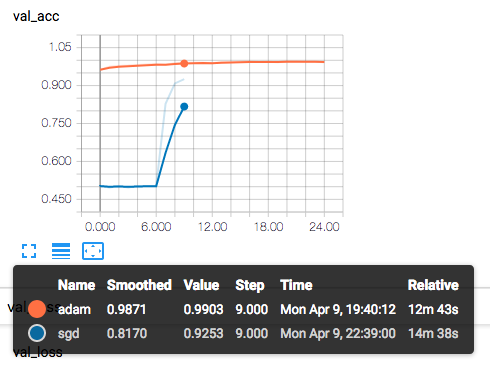 val_acc
1.05
0.900
0.750
0.600
0.450
0.000 6.000 12.00 18.00 24.00
Name Smoothed Value Step Time Relative
adam 0.9871 0.9903 9.000 Mon Apr 9, 19:40:12 12m 43s
sgd 0.8170 0.9253 9.000 Mon Apr 9, 22:39:00 14m 38s
val_loss